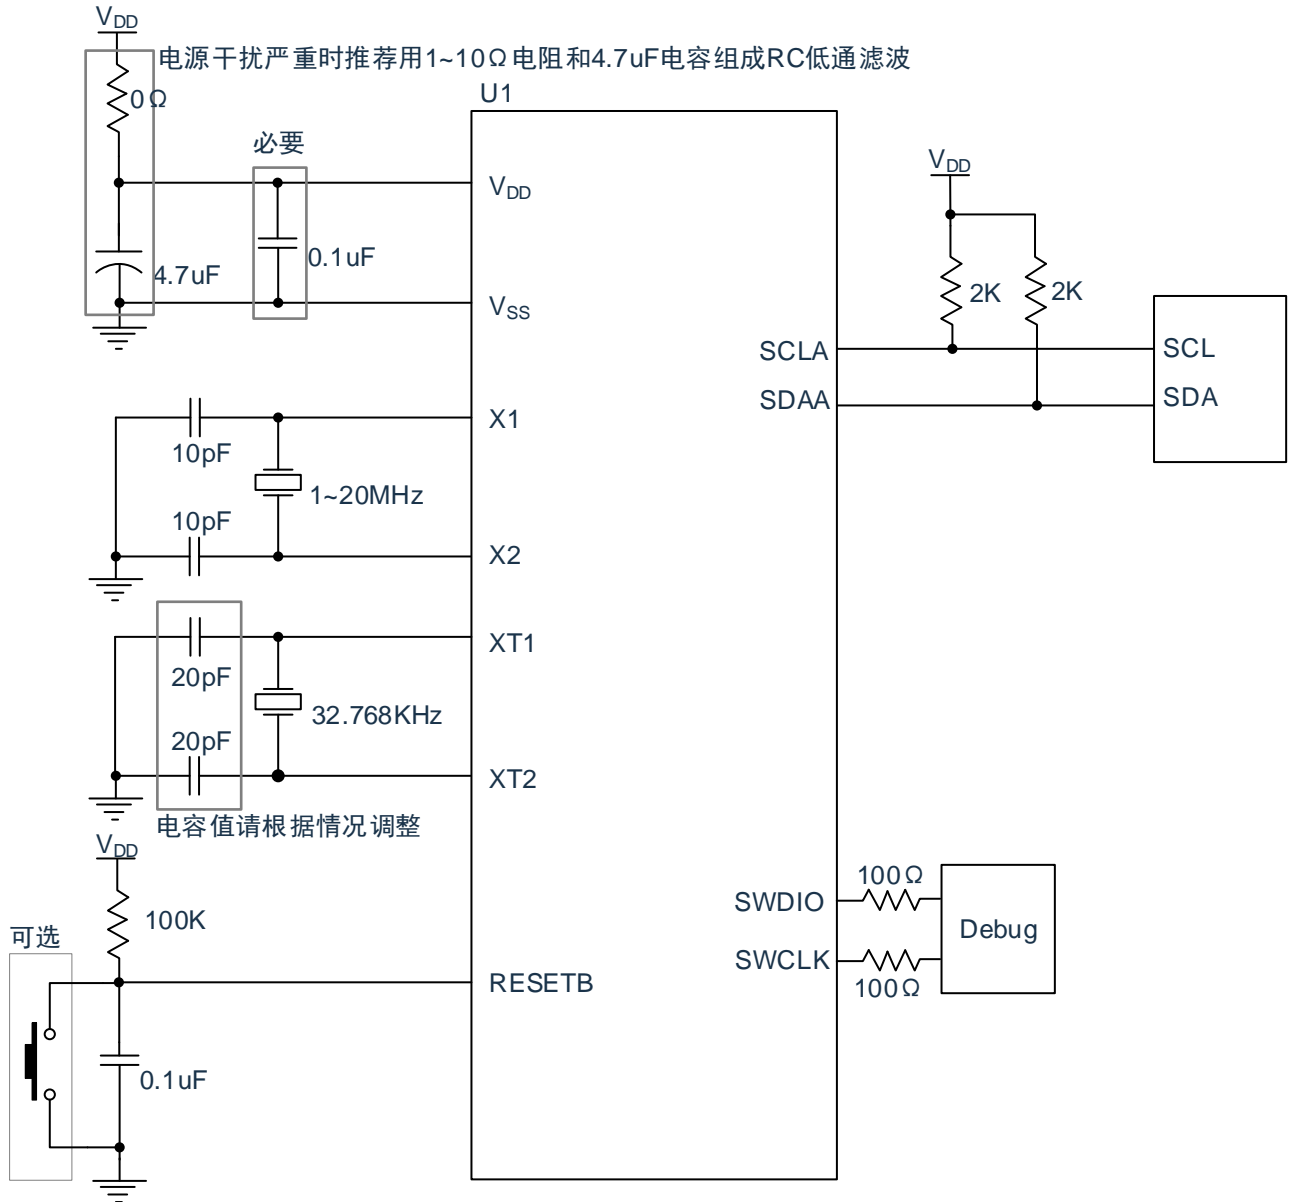 VDD
电源干扰严重时推荐用1~10Ω电阻和4.7uF电容组成RC低通滤波
0Ω
U1
必要
VDD
0.1uF
4.7uF
VSS
VDD
2K
2K
SCLA
SCL
SDAA
SDA
X1
10pF
1~20MHz
10pF
X2
XT1
20pF
32.768KHz
20pF
XT2
电容值请根据情况调整
VDD
100K
可选
RESETB
0.1uF
100Ω
SWDIO
Debug
SWCLK
100Ω